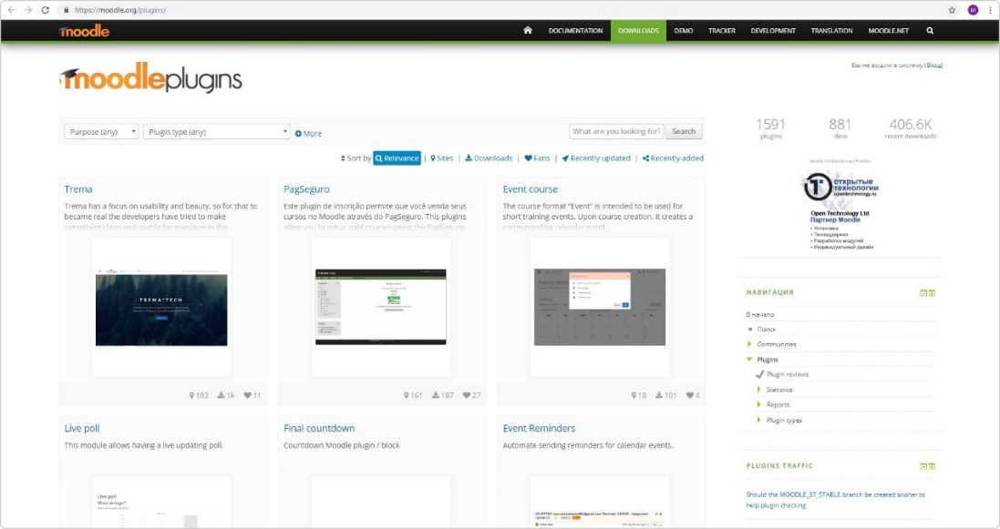 https://moodle.org/plugins/
M
moodle
DOCUMENTATION DOWNLOADS DEMO TRACKER DEVELOPMENT TRANSLATION MOODLE.NET
Вы не вошли в систему (Вход)
moodleplugins
Purpose (any) Plugin type (any) More What are you looking for? Search
1591 881 406.6K
plugins devs recent downloads
Sort by Relevance | Sites | Downloads | Fans | Recently updated | Recently added
Moodle Certified Services Provider
ОТКРЫТЫЕ
ТЕХНОЛОГИИ
opentechnology.ru
Open Technology Ltd
Партнер Moodle
• Установка
• Техподдержка
• Разработка модулей
• Индивидуальный дизайн
Trema
Trema has a focus on usability and beauty, so for that to
became real the developers have tried to make
something clean and usable for everyone in the
TREMA•TECH
183 1k 11
PagSeguro
Este plugin de inscrição permite que você venda seus
cursos no Moodle através do PagSeguro. This plugins
allow you to setup paid courses using the PagSeguro
161 187 27
Event course
The course format "Event" is intended to be used for
short training events. Upon course creation, it creates a
corresponding calendar event.
18 101 4
НАВИГАЦИЯ
В начало
Поиск
Communities
Plugins
Plugin reviews
Statistics
Reports
Plugin types
Live poll
This module allows having a live updating poll.
Live poll
Final countdown
Countdown Moodle plugin / block
Event Reminders
Automate sending reminders for calendar events.
PLUGINS TRAFFIC
Should the MOODLE_37_STABLE branch be created sooner to
help plugin checking